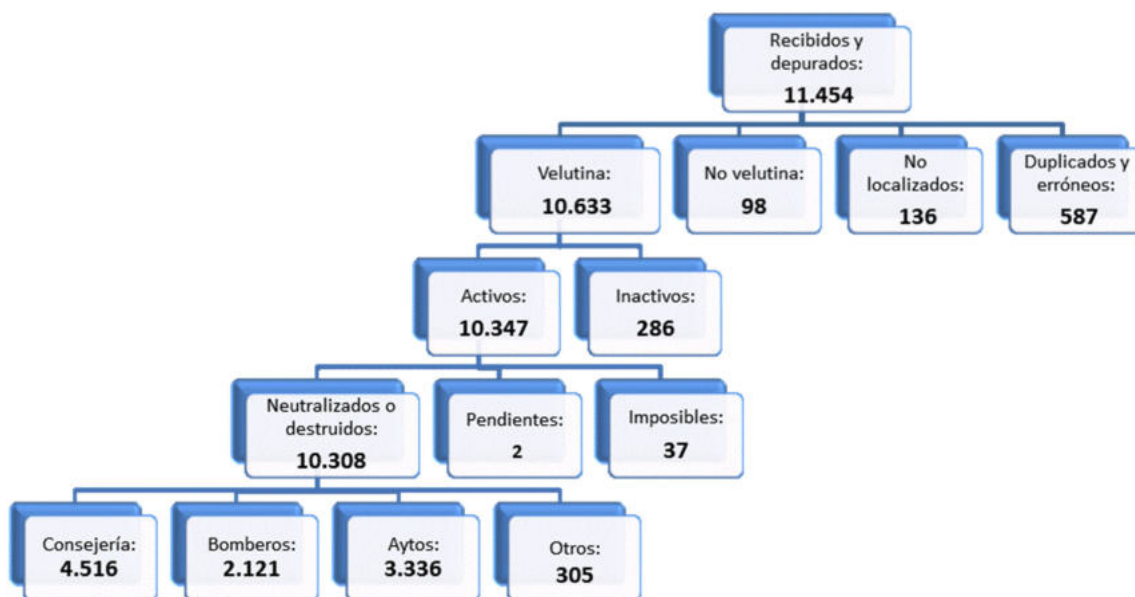 Recibidos y
depurados:
11.454
Velutina:
10.633
No velutina:
98
No
localizados:
136
Duplicados y
erróneos:
587
Activos:
10.347
Inactivos:
286
Neutralizados o
destruidos:
10.308
Pendientes:
2
Imposibles:
37
Consejería:
4.516
Bomberos:
2.121
Aytos:
3.336
Otros:
305